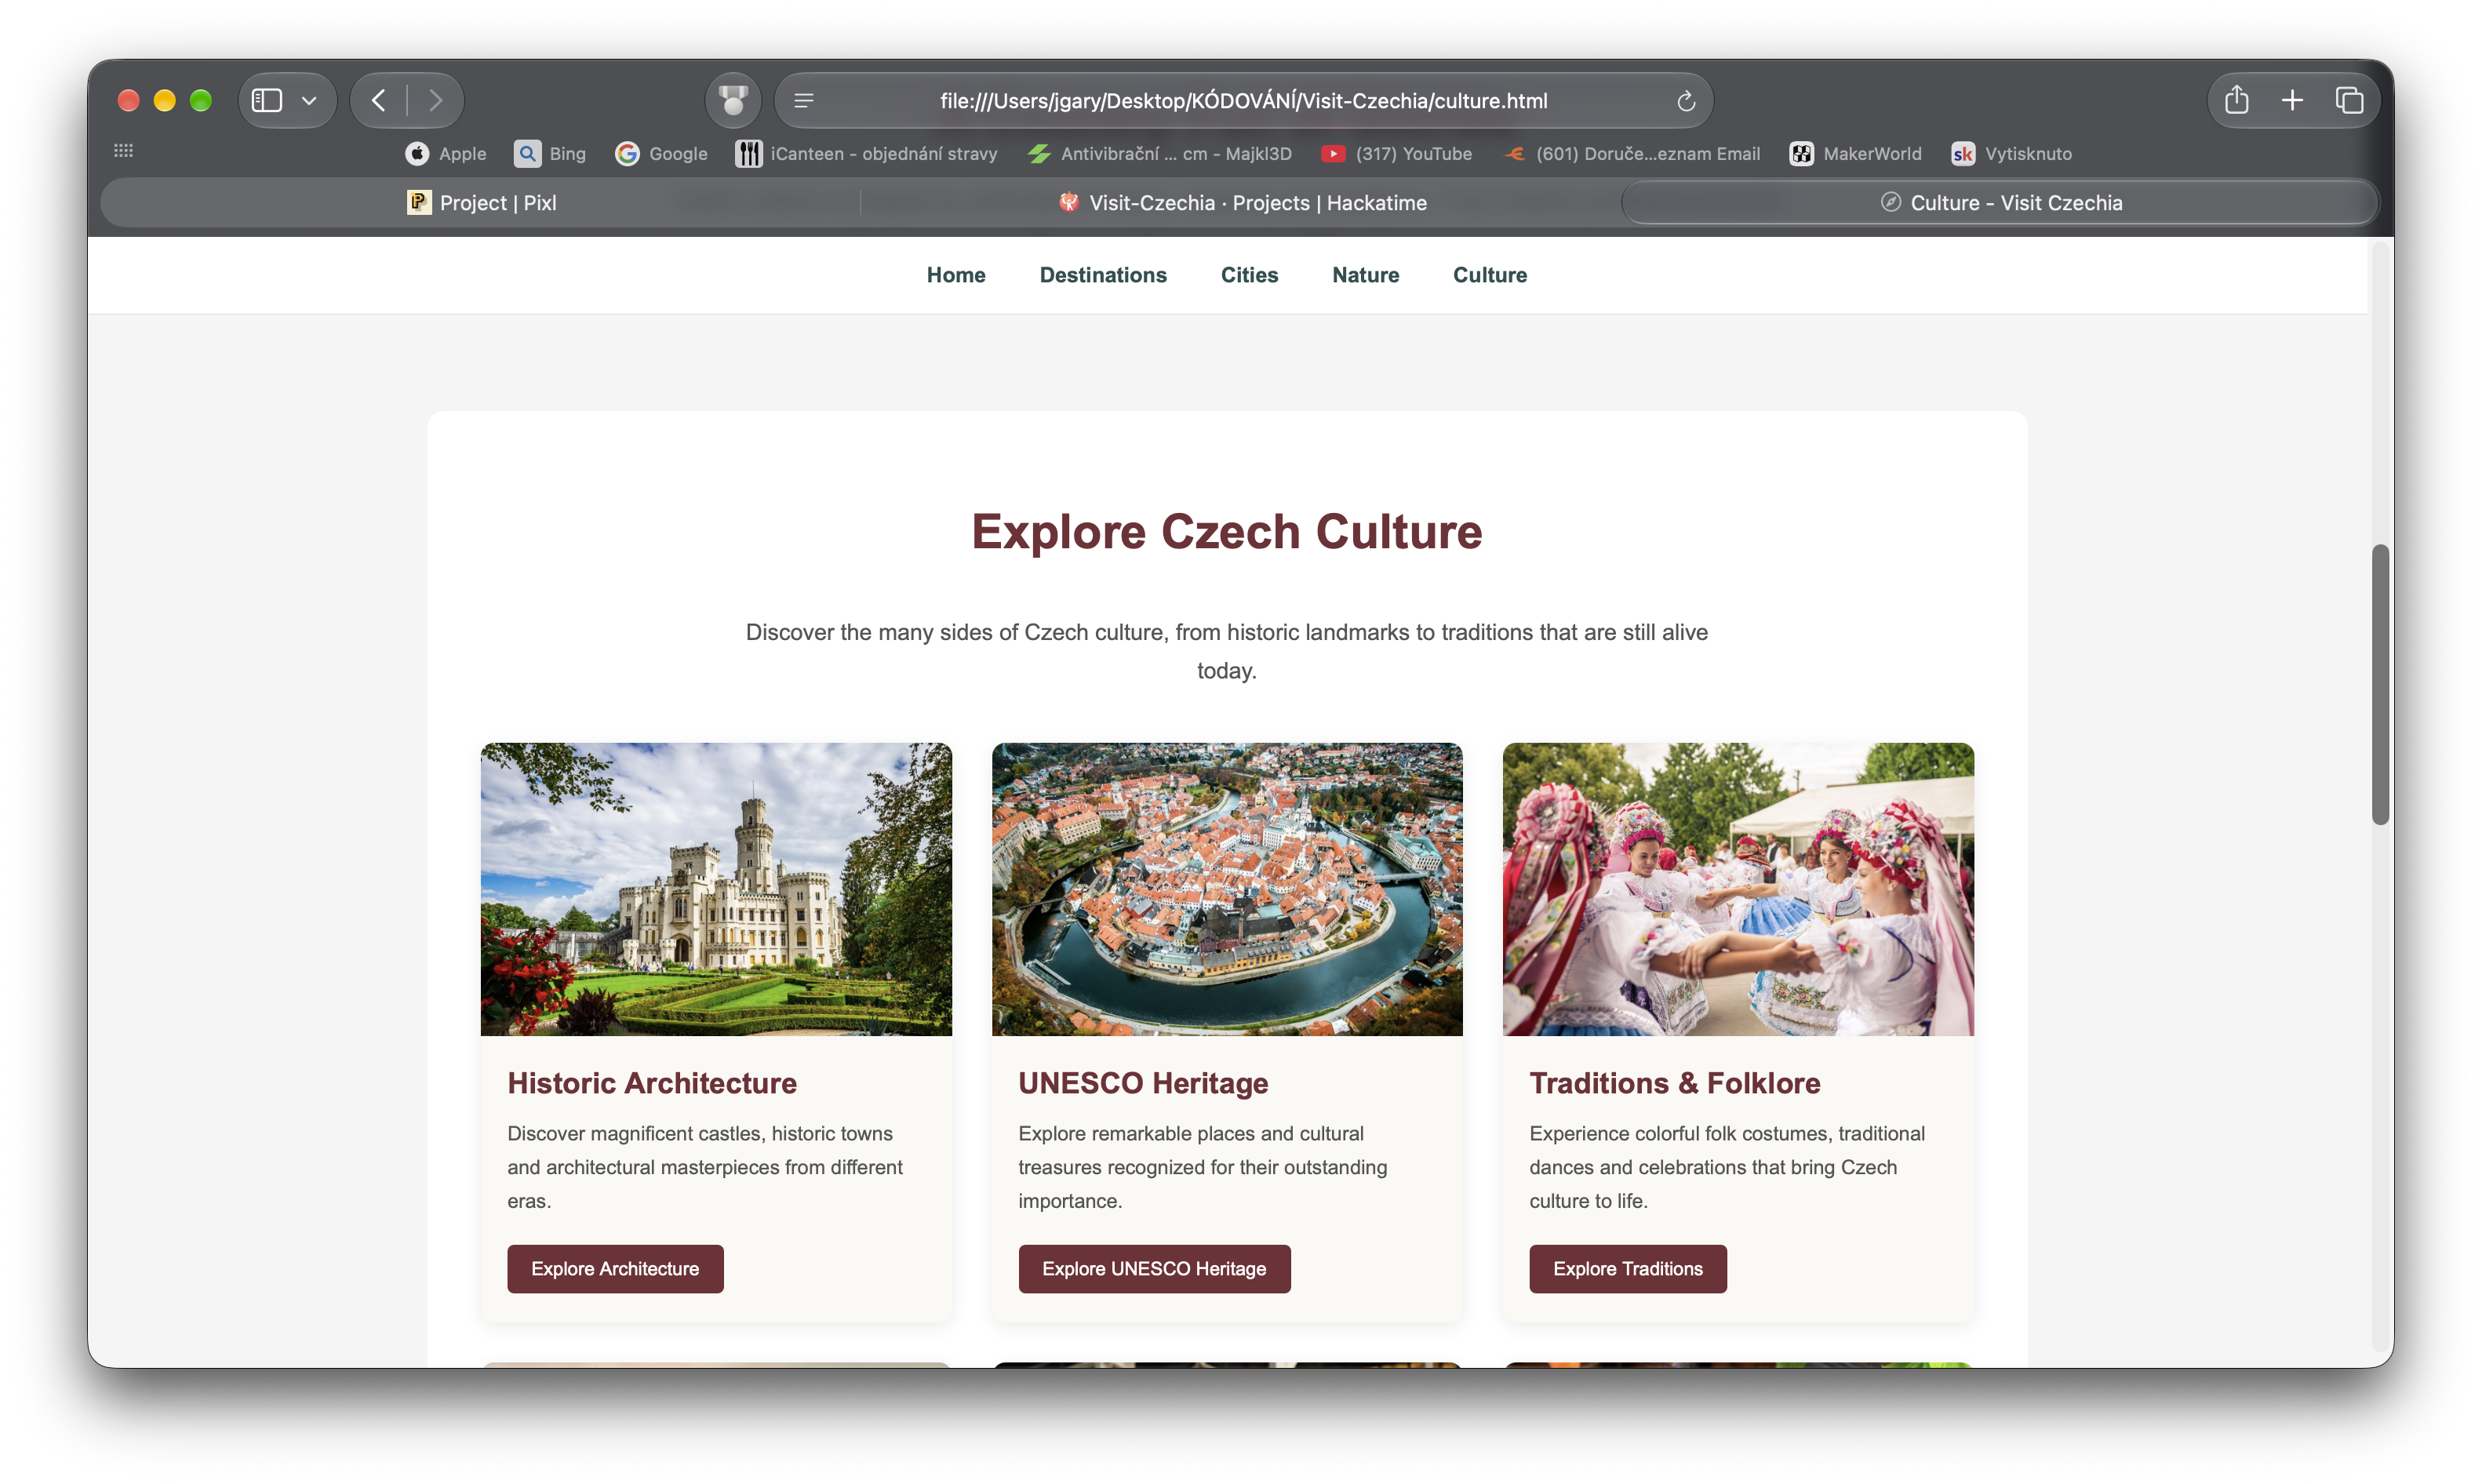 file:///Users/jgary/Desktop/KÓDOVÁNÍ/Visit-Czechia/culture.html
Apple
Bing
Google
iCanteen - objednání stravy
Antivibrační ... cm - Majkl3D
(317) YouTube
(601) Doruče...eznam Email
MakerWorld
sk Vytisknuto
P Project | Pixl
Visit-Czechia · Projects | Hackatime
Culture - Visit Czechia
Home
Destinations
Cities
Nature
Culture
Explore Czech Culture
Discover the many sides of Czech culture, from historic landmarks to traditions that are still alive
today.
Historic Architecture
Discover magnificent castles, historic towns
and architectural masterpieces from different
eras.
Explore Architecture
UNESCO Heritage
Explore remarkable places and cultural
treasures recognized for their outstanding
importance.
Explore UNESCO Heritage
Traditions & Folklore
Experience colorful folk costumes, traditional
dances and celebrations that bring Czech
culture to life.
Explore Traditions